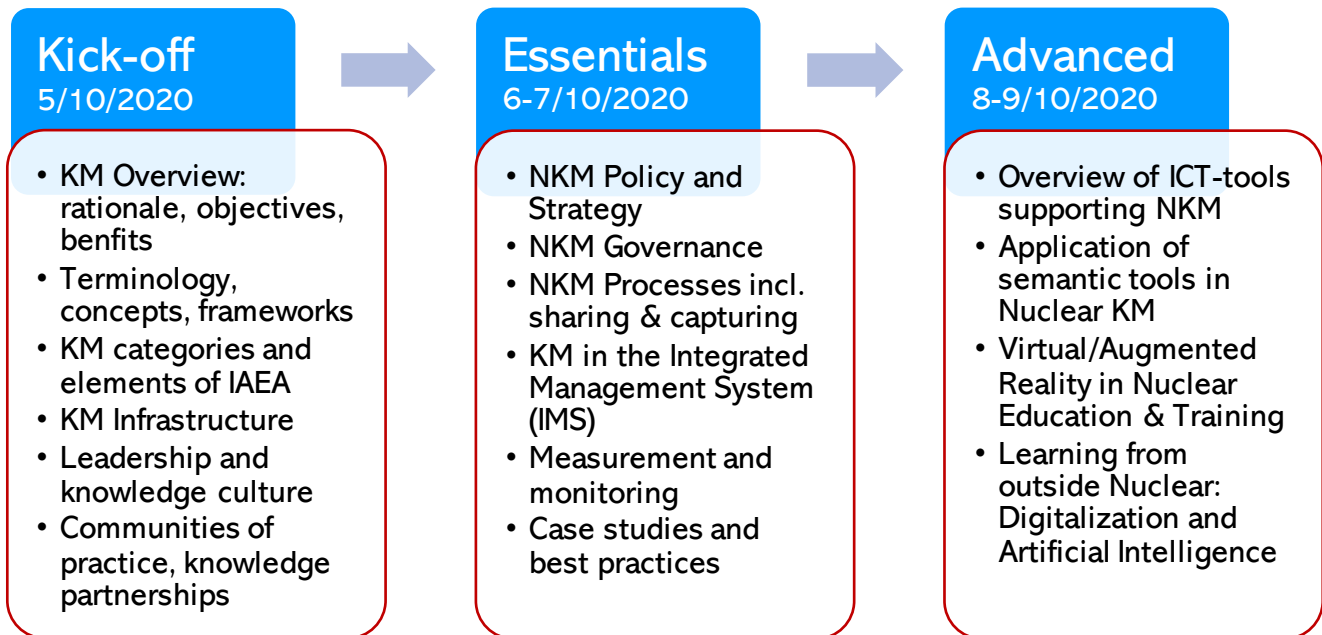 Kick-off
5/10/2020
• KM Overview:
rationale, objectives,
benfits
• Terminology,
concepts, frameworks
• KM categories and
elements of IAEA
• KM Infrastructure
• Leadership and
knowledge culture
• Communities of
practice, knowledge
partnerships
Essentials
6-7/10/2020
• NKM Policy and
Strategy
• NKM Governance
• NKM Processes incl.
sharing & capturing
• KM in the Integrated
Management System
(IMS)
• Measurement and
monitoring
• Case studies and
best practices
Advanced
8-9/10/2020
• Overview of ICT-tools
supporting NKM
• Application of
semantic tools in
Nuclear KM
• Virtual/Augmented
Reality in Nuclear
Education & Training
• Learning from
outside Nuclear:
Digitalization and
Artificial Intelligence